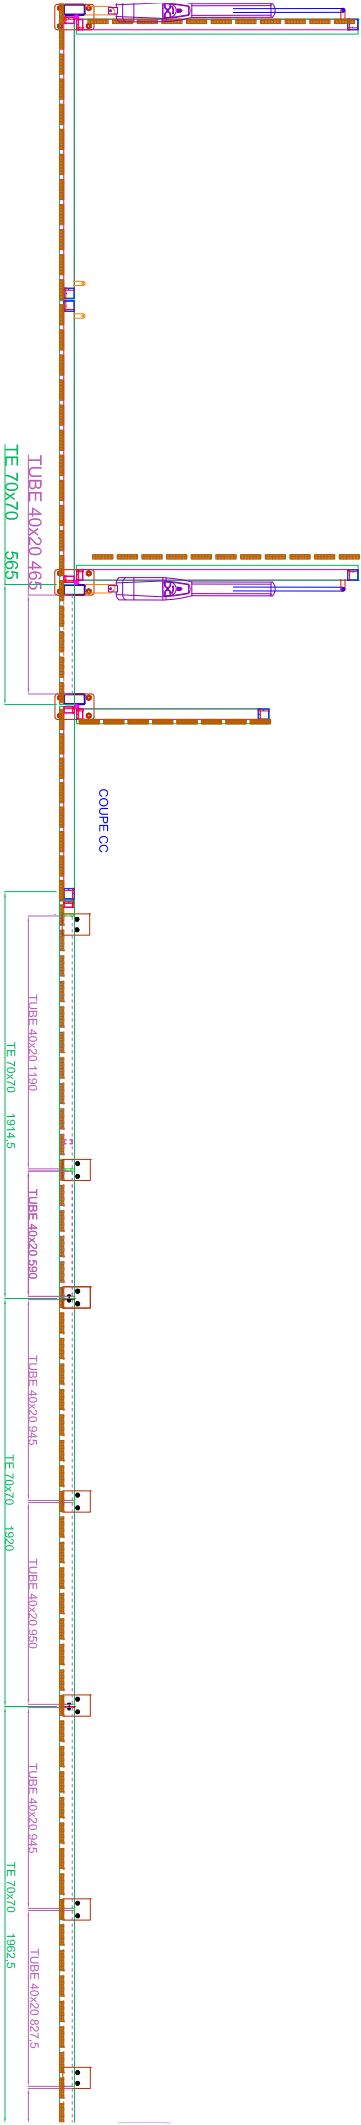 TUBE 40x20 465
TE 70x70 565
COUPE CC
TUBE 40x20 1190
TE 70x70 1914,5
TUBE 40x20 590
TUBE 40x20 945
TE 70x70 1920
TUBE 40x20 950
TUBE 40x20 945
TE 70x70 1962,5
TUBE 40x20 827,5